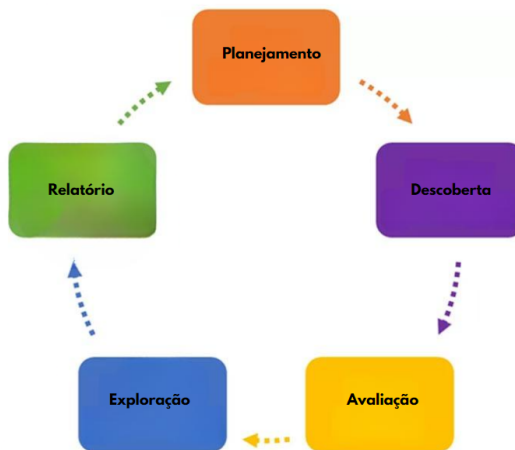 Planejamento
Descoberta
Avaliação
Exploração
Relatório